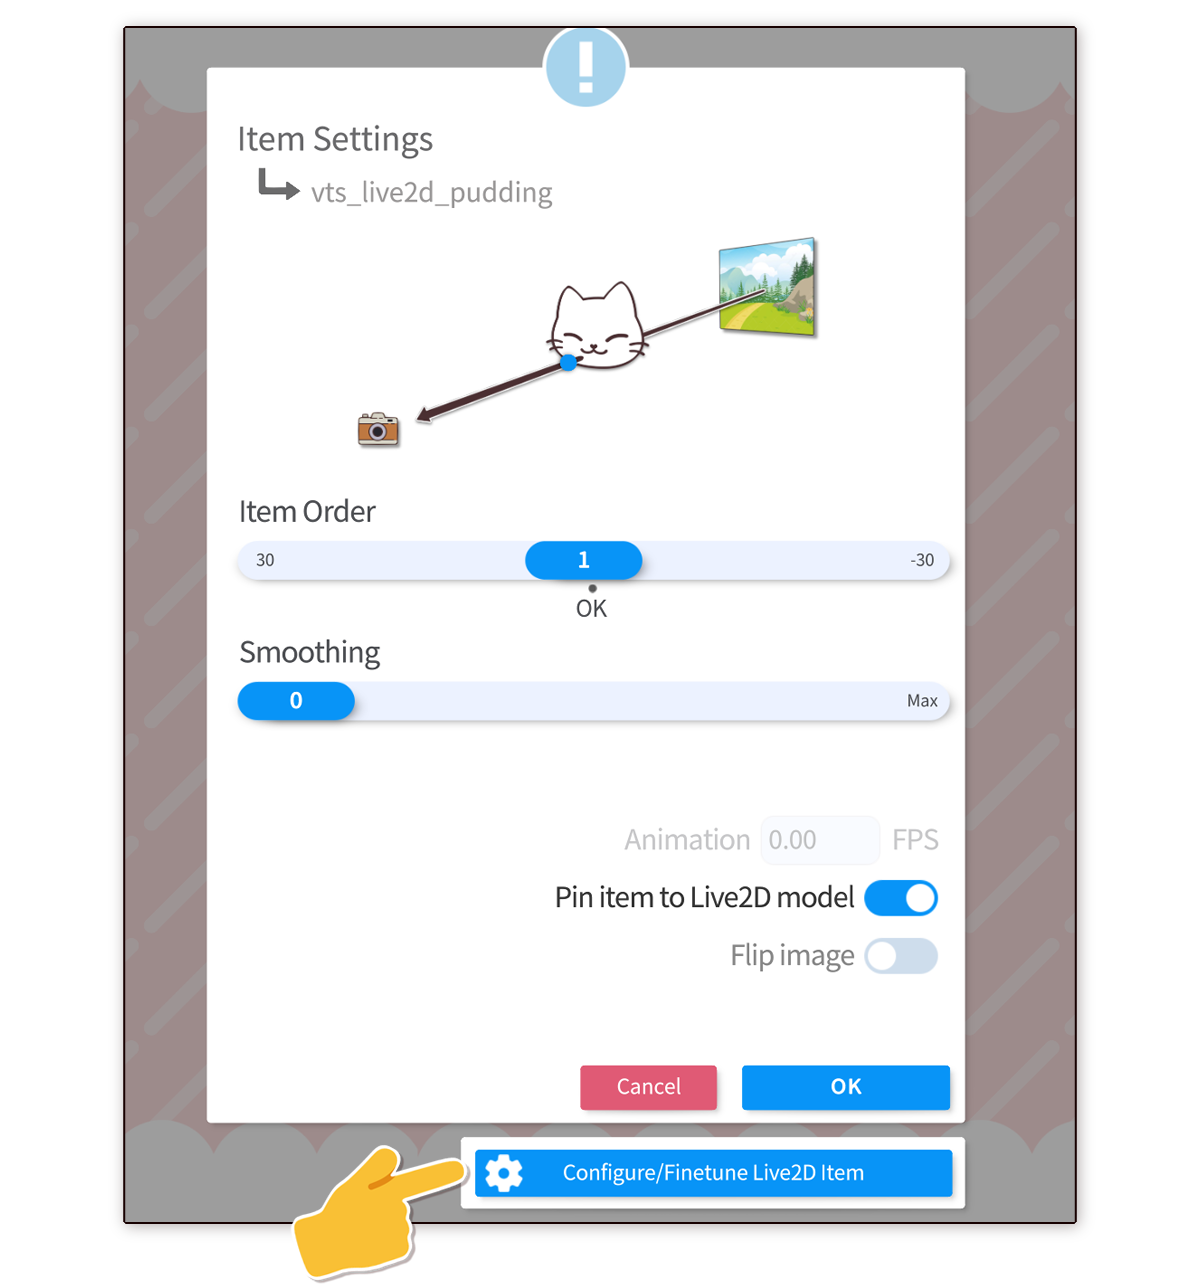 Item Settings
vts_live2d_pudding
Item Order
30 1 -30
OK
Smoothing
0 Max
Animation 0.00 FPS
Pin item to Live2D model
Flip image
Cancel OK
Configure/Finetune Live2D Item